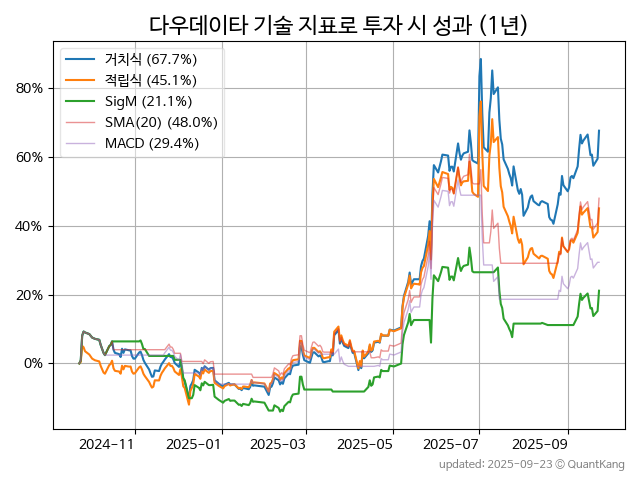 다우데이타 기술 지표로 투자 시 성과 (1년)
거치식 (67.7%)
적립식 (45.1%)
SigM (21.1%)
SMA(20) (48.0%)
MACD (29.4%)
80%
60%
40%
20%
0%
2024-11 2025-01 2025-03 2025-05 2025-07 2025-09
updated: 2025-09-23 ⓒ QuantKang